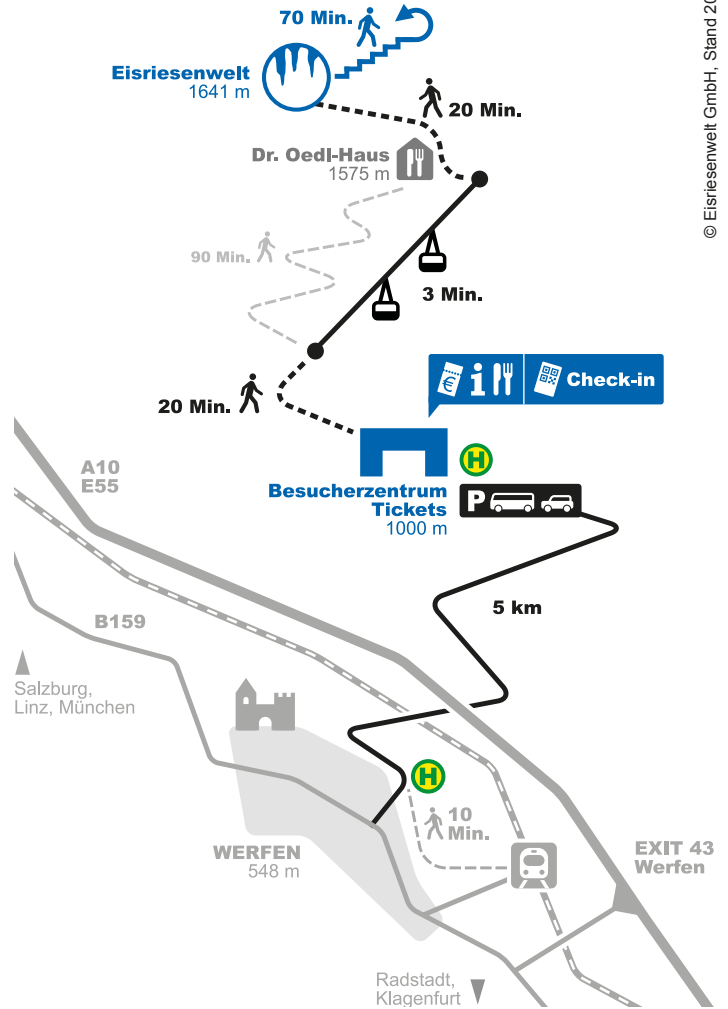 70 Min.
Eisriesenwelt
1641 m
20 Min.
Dr. Oedl-Haus
1575 m
90 Min.
3 Min.
€ i
Check-in
20 Min.
H
Besucherzentrum
Tickets
1000 m
P
A10
E55
5 km
B159
Salzburg,
Linz, München
H
10
Min.
WERFEN
548 m
EXIT 43
Werfen
Radstadt,
Klagenfurt
© Eisriesenwelt GmbH, Stand 20